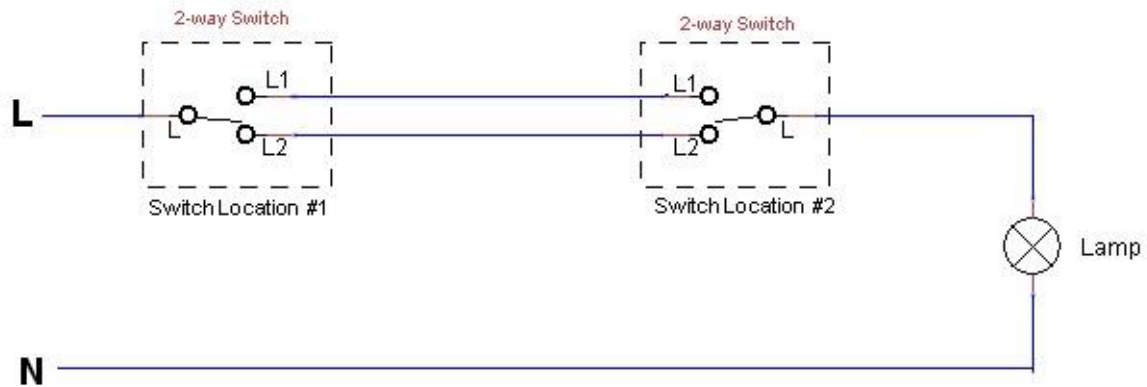 2-way Switch
2-way Switch
L1
L1
L
L
L
L2
L2
Switch Location #1
Switch Location #2
Lamp
N